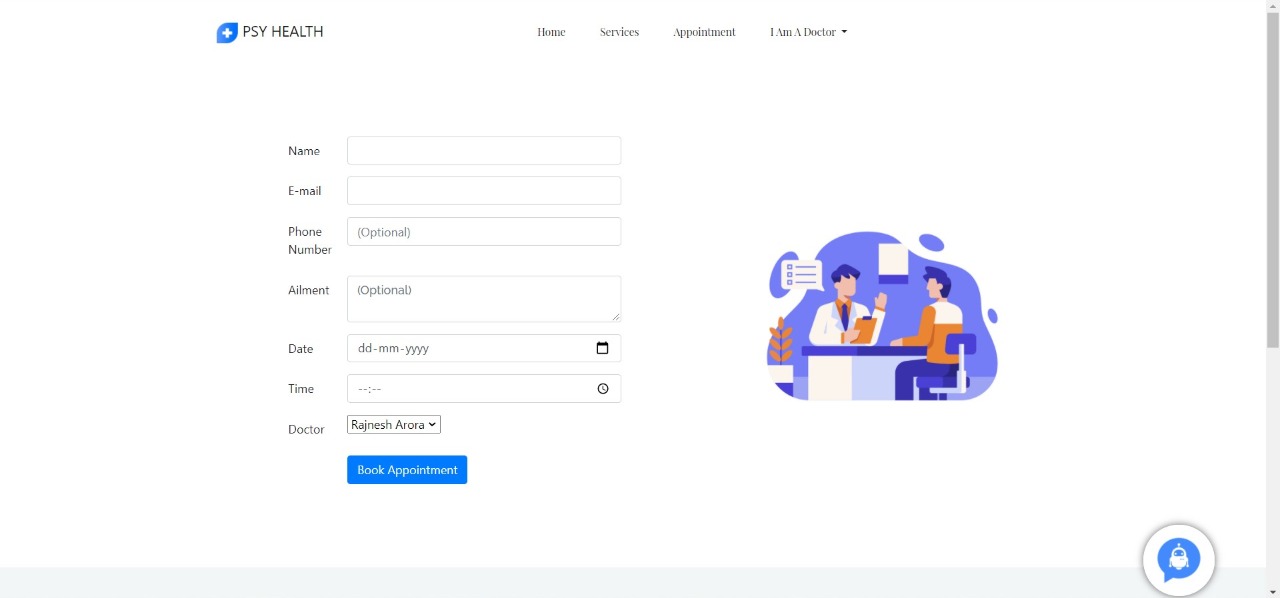 PSY HEALTH
Home Services Appointment I Am A Doctor
Name
E-mail
Phone Number (Optional)
Ailment (Optional)
Date dd-mm-yyyy
Time --:--
Doctor Rajnesh Arora
Book Appointment